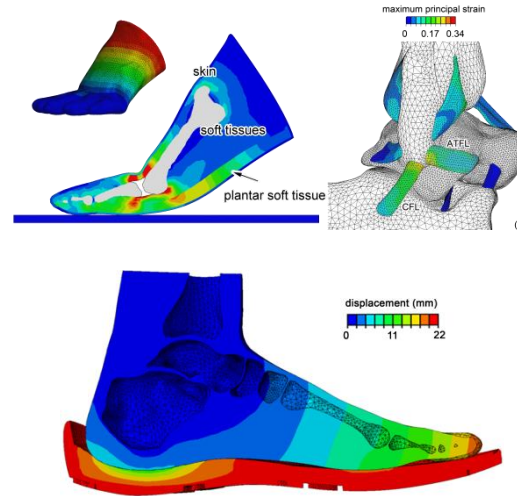 maximum principal strain
0 0.17 0.34
skin
soft tissues
plantar soft tissue
ATFL
CFL
displacement (mm)
0 11 22